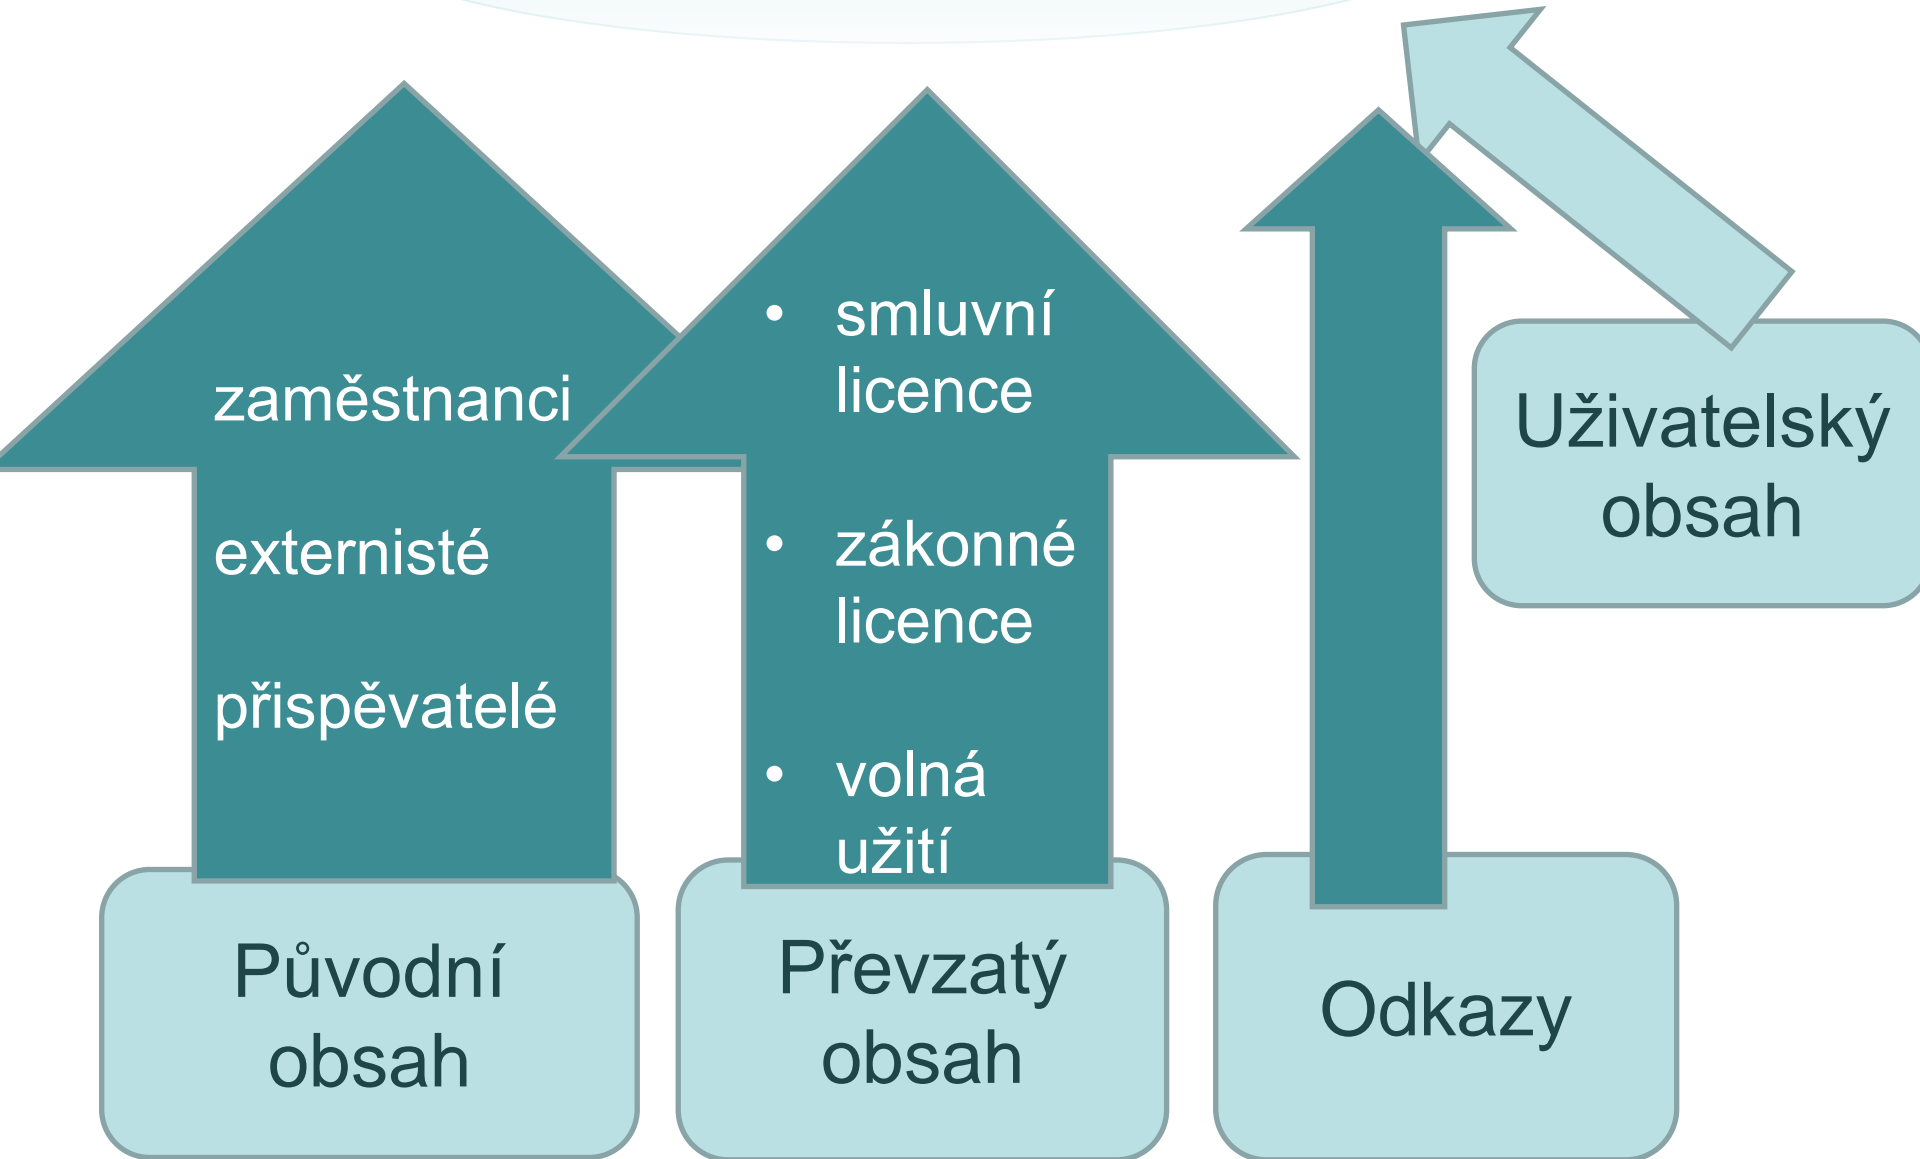 zaměstnanci
externisté
přispěvatelé
• smluvní
licence
• zákonné
licence
• volná
užití
Uživatelský
obsah
Původní
obsah
Převzatý
obsah
Odkazy